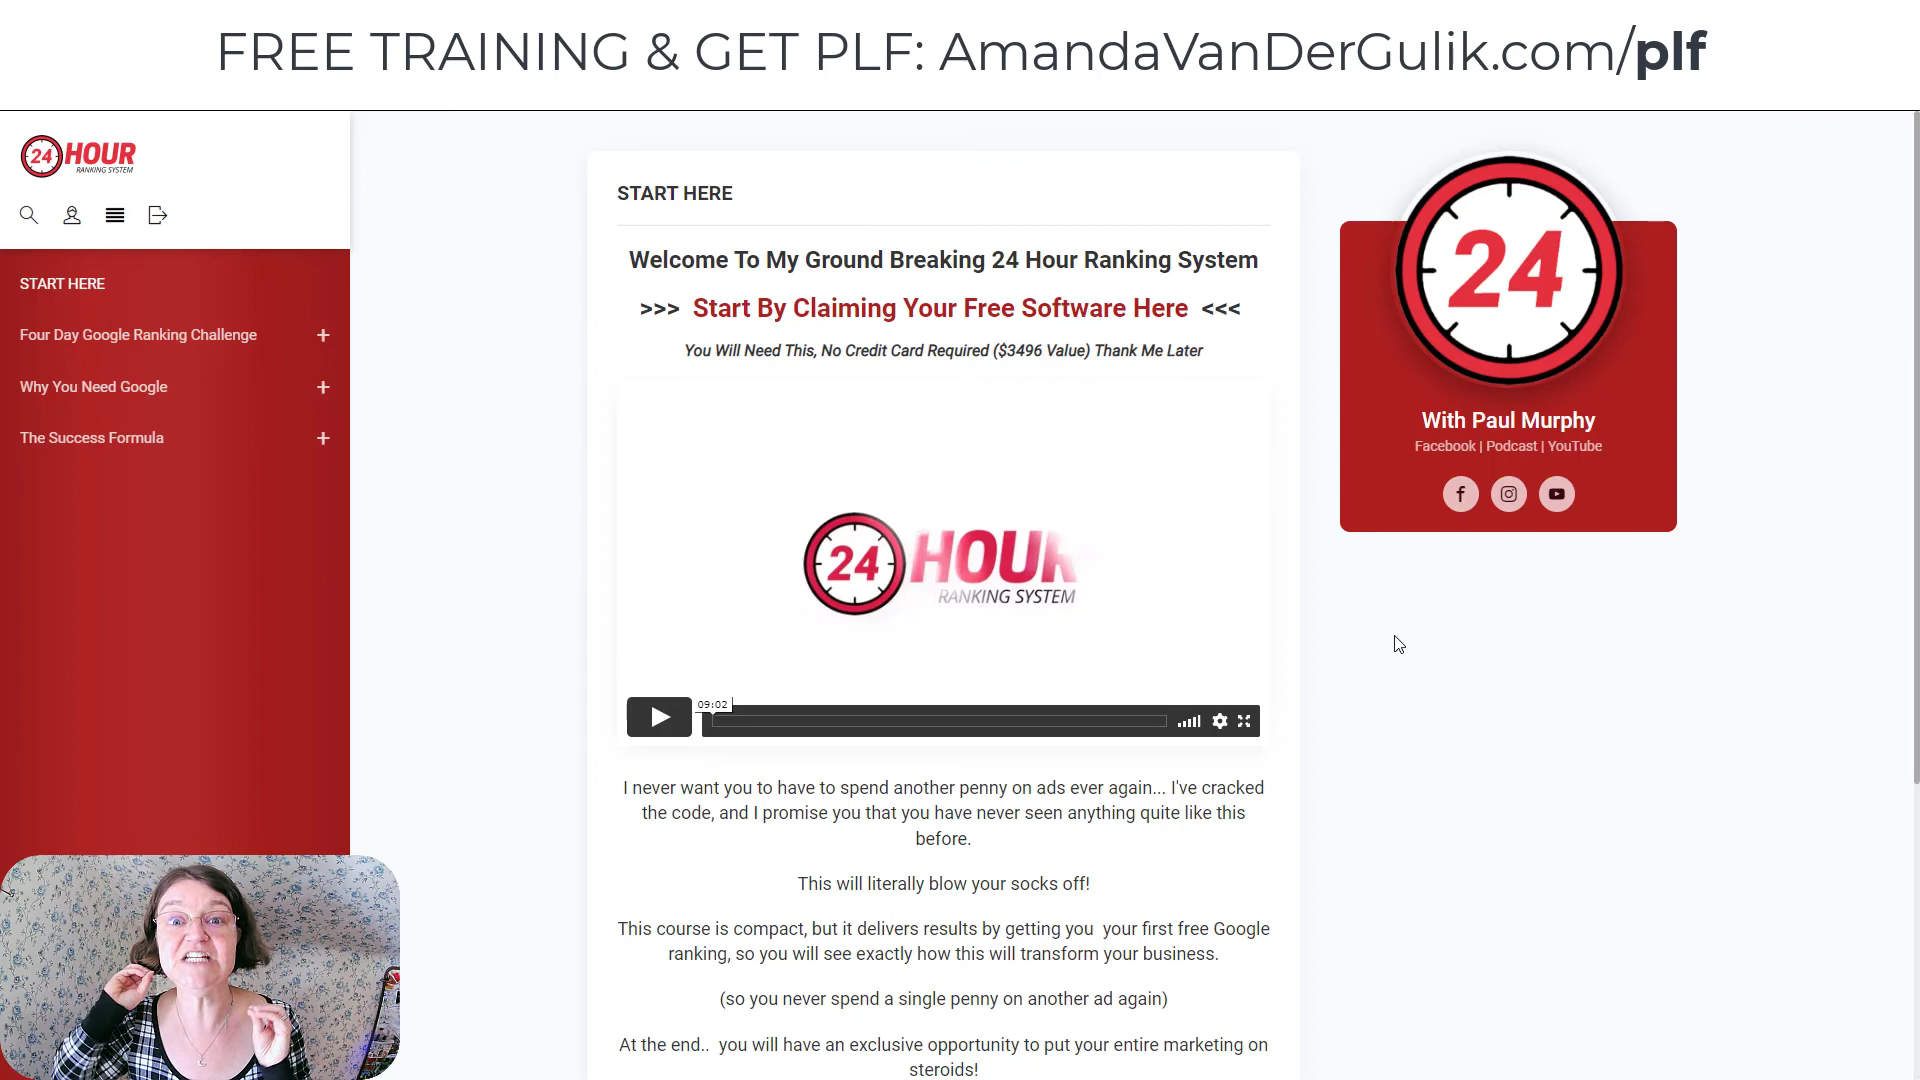 FREE TRAINING & GET PLF: AmandaVanDerGulik.com/plf
24 HOUR
RANKING SYSTEM
START HERE
Four Day Google Ranking Challenge +
Why You Need Google +
The Success Formula +
START HERE
Welcome To My Ground Breaking 24 Hour Ranking System
>>> Start By Claiming Your Free Software Here <<<
You Will Need This, No Credit Card Required ($3496 Value) Thank Me Later
24 HOUR
RANKING SYSTEM
09:02
I never want you to have to spend another penny on ads ever again... I've cracked
the code, and I promise you that you have never seen anything quite like this
before.
This will literally blow your socks off!
This course is compact, but it delivers results by getting you your first free Google
ranking, so you will see exactly how this will transform your business.
(so you never spend a single penny on another ad again)
At the end.. you will have an exclusive opportunity to put your entire marketing on
steroids!
24
With Paul Murphy
Facebook | Podcast | YouTube